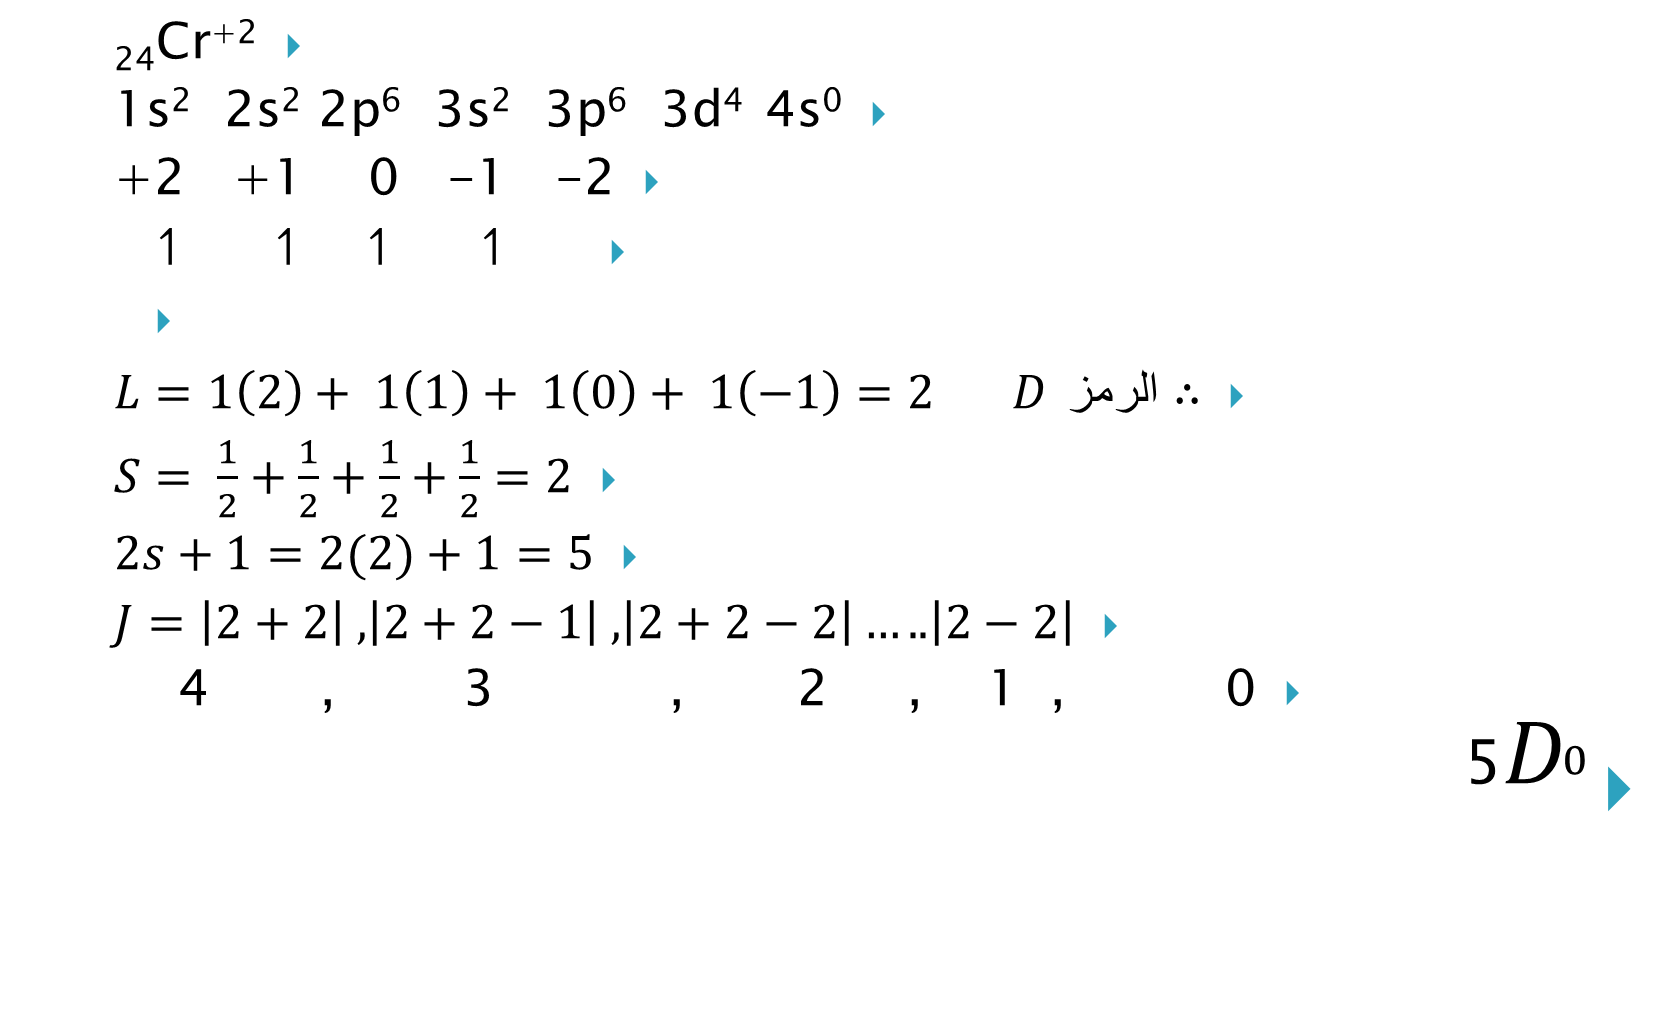 ₂₄Cr⁺²
1s² 2s² 2p⁶ 3s² 3p⁶ 3d⁴ 4s⁰
+2 +1 0 -1 -2
1 1 1 1
L = 1(2) + 1(1) + 1(0) + 1(−1) = 2 D الرمز ∴
S = 1/2 + 1/2 + 1/2 + 1/2 = 2
2s + 1 = 2(2) + 1 = 5
J = |2 + 2| ,|2 + 2 − 1| ,|2 + 2 − 2| … ..|2 − 2|
4 , 3 , 2 , 1 , 0
5D0